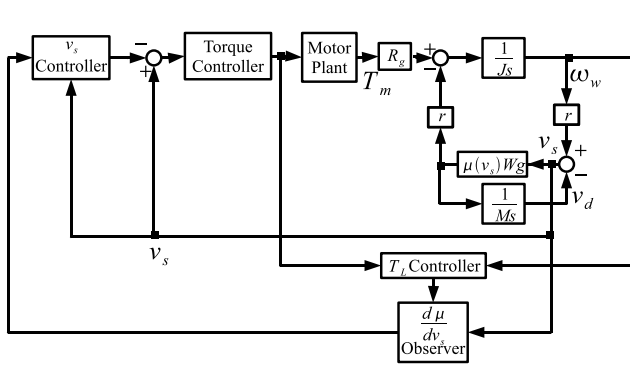 v_s
Controller
−
+
Torque
Controller
Motor
Plant
T_m
R_g
+
−
1
Js
ω_w
r
r
v_s
+
−
μ(v_s)Wg
1
Ms
v_d
v_s
T_L Controller
d μ
dv_s
Observer